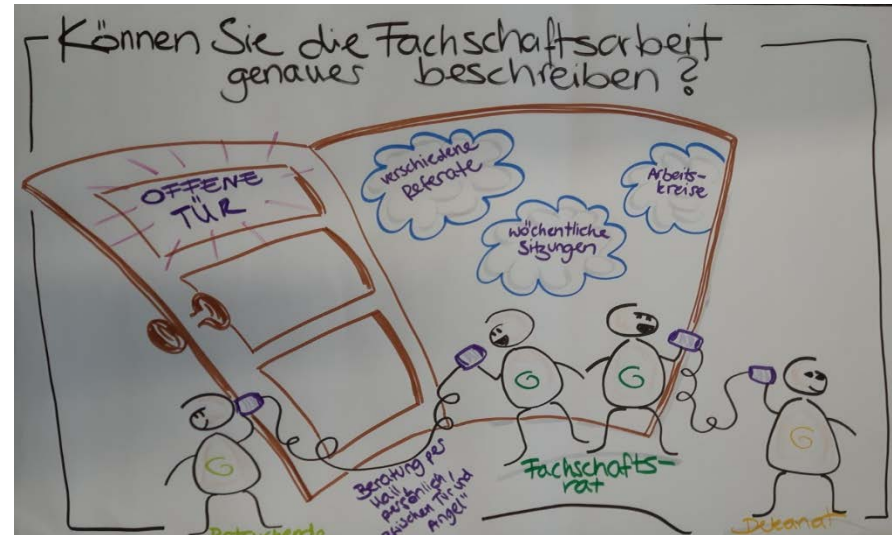 Können Sie die Fachschaftsarbeit
genauer beschreiben?
OFFENE
TÜR
verschiedene
Referate
wöchentliche
Sitzungen
Arbeits-
kreise
G
G
G
G
Beratung per
Mail,
persönlich,
"zwischen Tür und
Angel"
Fachschafts-
rat
Ratsuchende
Dekanat